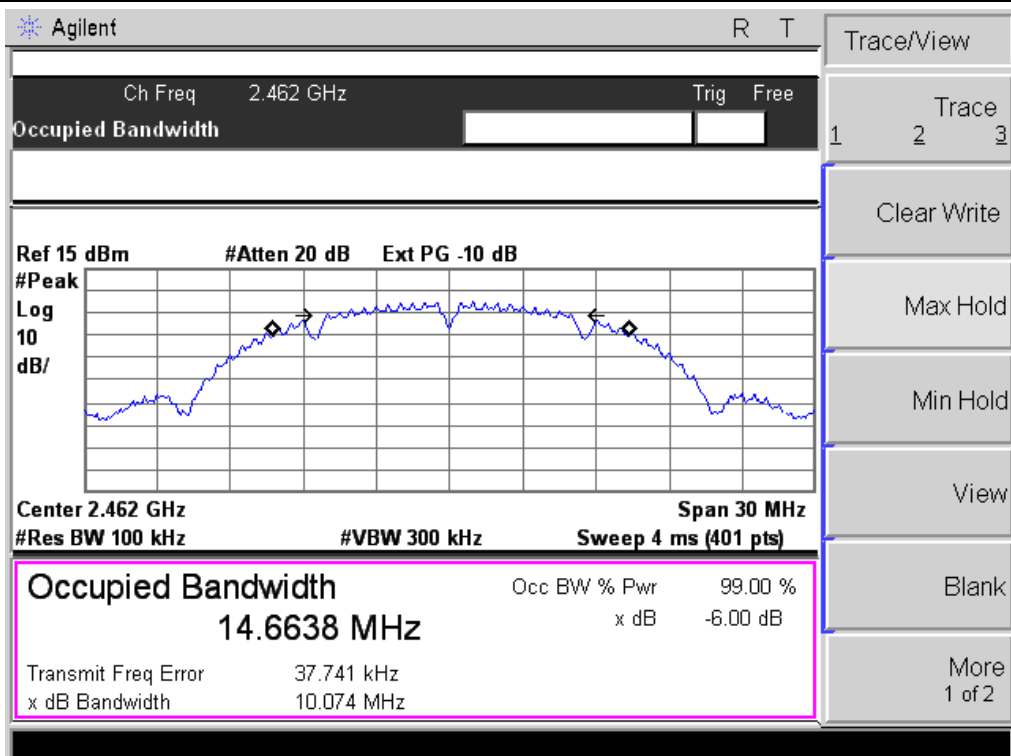 Agilent R T
Ch Freq 2.462 GHz Trig Free
Occupied Bandwidth
Ref 15 dBm #Atten 20 dB Ext PG -10 dB
#Peak
Log
10
dB/
Center 2.462 GHz Span 30 MHz
#Res BW 100 kHz #VBW 300 kHz Sweep 4 ms (401 pts)
Occupied Bandwidth Occ BW % Pwr 99.00 %
14.6638 MHz x dB -6.00 dB
Transmit Freq Error 37.741 kHz
x dB Bandwidth 10.074 MHz
Trace/View
Trace
1 2 3
Clear Write
Max Hold
Min Hold
View
Blank
More
1 of 2